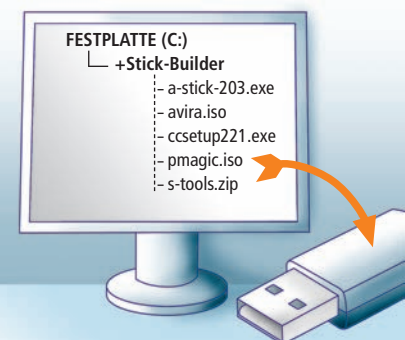 FESTPLATTE (C:)
+Stick-Builder
– a-stick-203.exe
– avira.iso
– ccsetup221.exe
– pmagic.iso
– s-tools.zip